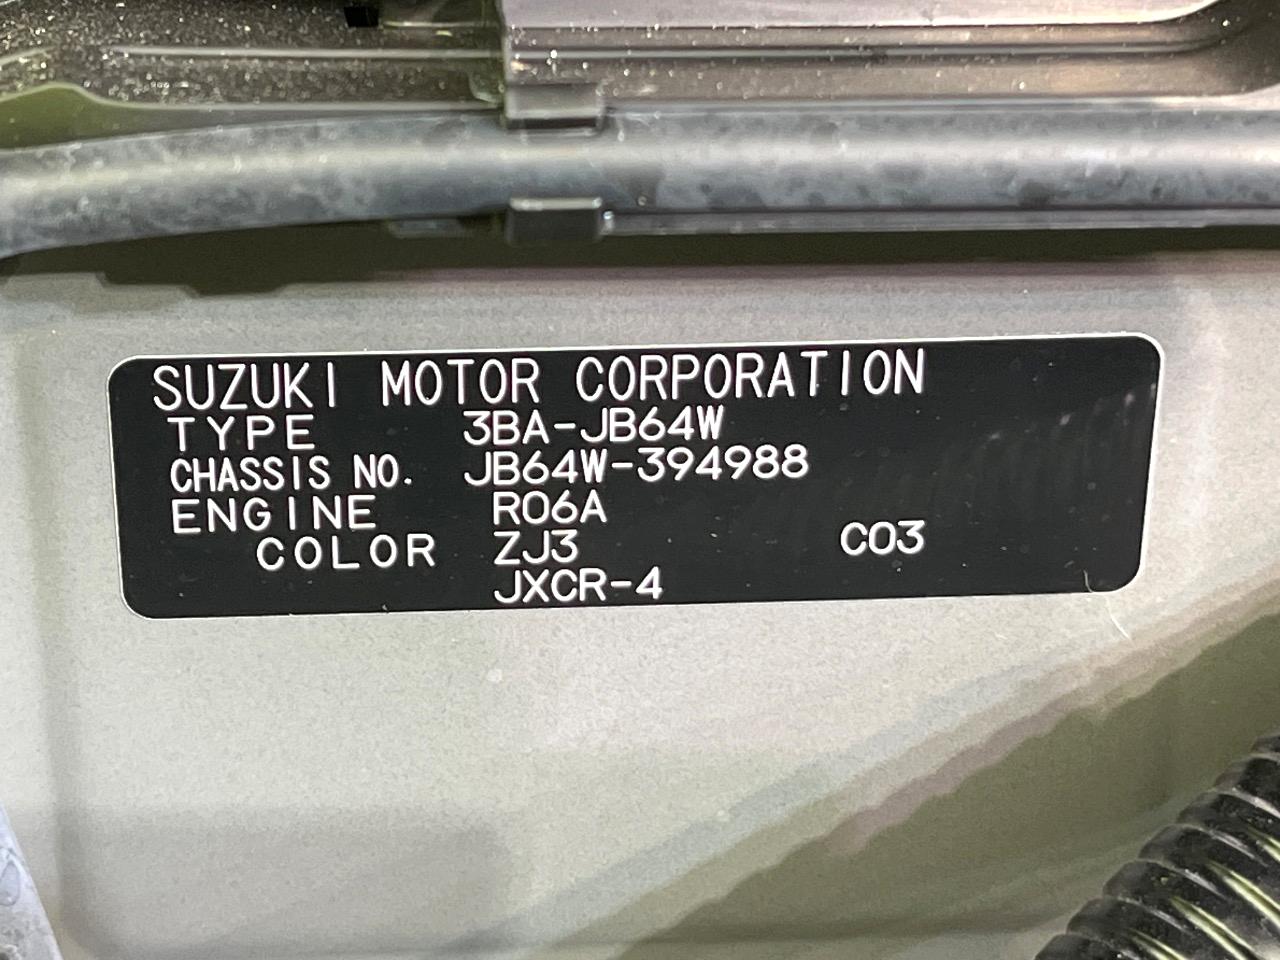 SUZUKI MOTOR CORPORATION
TYPE 3BA-JB64W
CHASSIS NO. JB64W-394988
ENGINE R06A
COLOR ZJ3 C03
JXCR-4